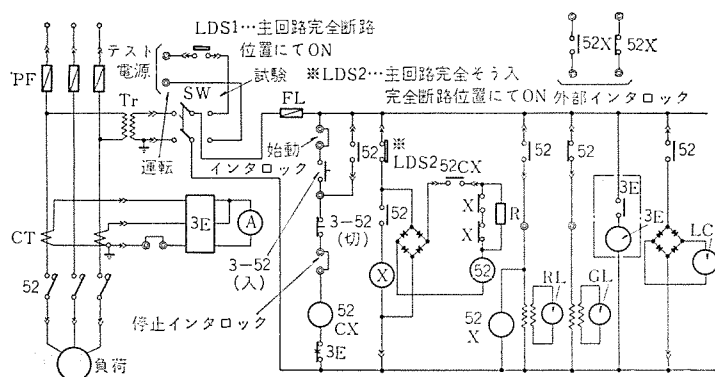 LDS1…主回路完全断路
位置にてON
テスト
電源
PF
SW
試験
※LDS2…主回路完全そう入
完全断路位置にてON
52X
52X
外部インタロック
Tr
FL
運転
始動
インタロック
52
※
LDS2
52CX
52
52
3E
X
X
R
3E
3E
A
CT
3-52
(入)
3-52
(切)
52
3E
LC
X
52
RL
GL
52
停止インタロック
52
CX
52
X
3E
負荷